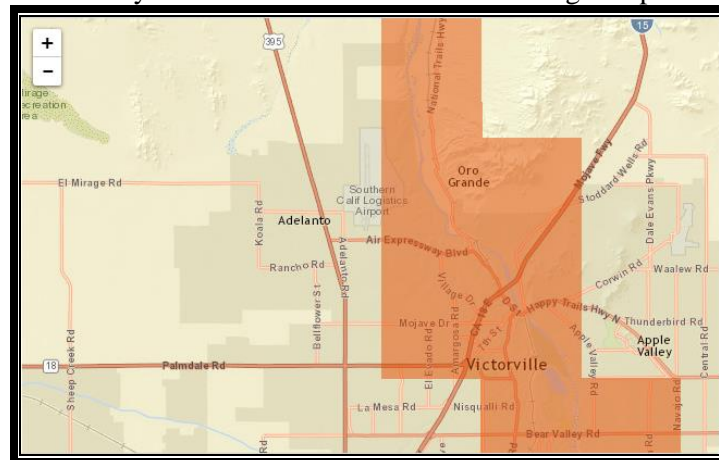 +
395
15
−
National Trails Hwy
Mirage
creation
rea
Oro
Grande
Mojave Fwy
Stoddard Wells Rd
Dale Evans Pkwy
El Mirage Rd
Southern
Calif Logistics
Airport
Koala Rd
Adelanto
Adelanto Rd
Air Expressway Blvd
Rancho Rd
Corwin Rd
Waalew Rd
Village Dr
Bellflower St
CA-18 E
D St
Happy Trails Hwy N
Thunderbird Rd
Mojave Dr
Amargosa Rd
7th St
Apple Valley Rd
Apple
Valley
Central Rd
El Evado Rd
18
Palmdale Rd
Victorville
Sheep Creek Rd
La Mesa Rd
Nisqualli Rd
Navajo Rd
Bear Valley Rd